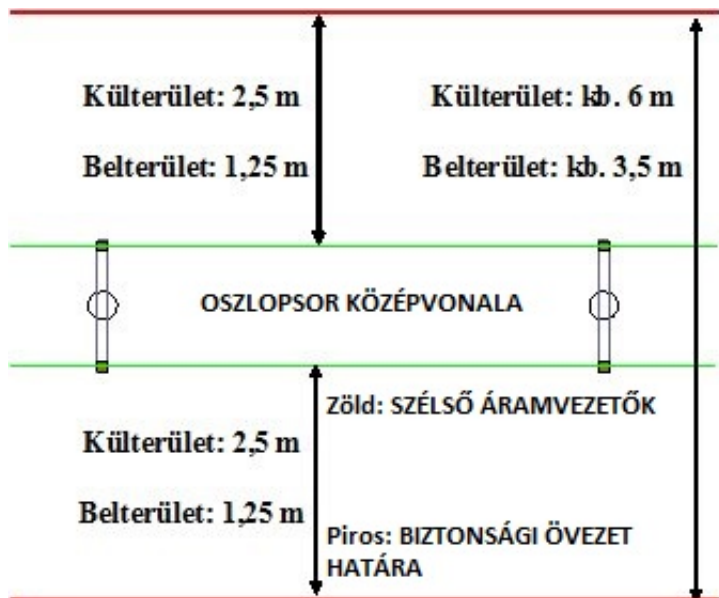 Külterület: 2,5 m
Belterület: 1,25 m
Külterület: kb. 6 m
Belterület: kb. 3,5 m
OSZLOPSOR KÖZÉPVONALA
Zöld: SZÉLSŐ ÁRAMVEZETŐK
Külterület: 2,5 m
Belterület: 1,25 m
Piros: BIZTONSÁGI ÖVEZET
HATÁRA